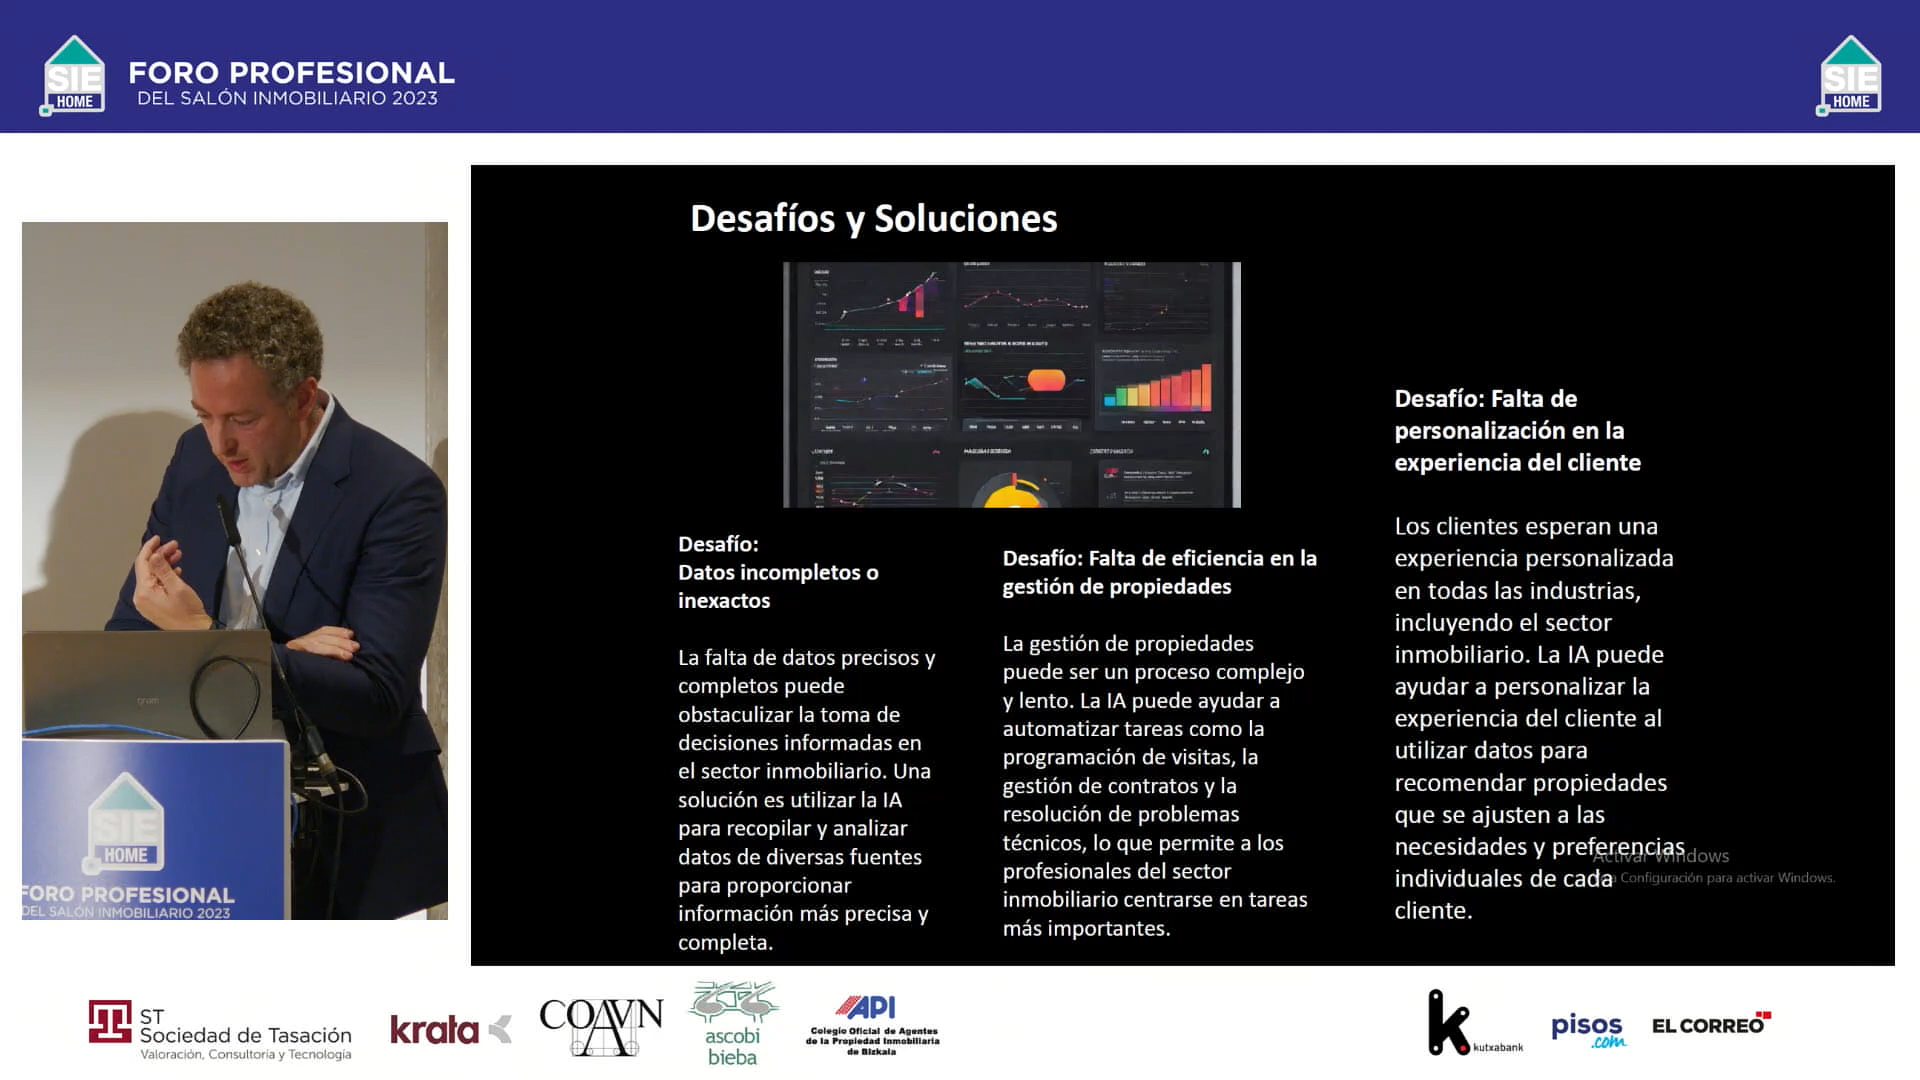 SIE
HOME
FORO PROFESIONAL
DEL SALÓN INMOBILIARIO 2023
SIE
HOME
Desafíos y Soluciones
Desafío:
Datos incompletos o
inexactos
La falta de datos precisos y
completos puede
obstaculizar la toma de
decisiones informadas en
el sector inmobiliario. Una
solución es utilizar la IA
para recopilar y analizar
datos de diversas fuentes
para proporcionar
información más precisa y
completa.
Desafío: Falta de eficiencia en la
gestión de propiedades
La gestión de propiedades
puede ser un proceso complejo
y lento. La IA puede ayudar a
automatizar tareas como la
programación de visitas, la
gestión de contratos y la
resolución de problemas
técnicos, lo que permite a los
profesionales del sector
inmobiliario centrarse en tareas
más importantes.
Desafío: Falta de
personalización en la
experiencia del cliente
Los clientes esperan una
experiencia personalizada
en todas las industrias,
incluyendo el sector
inmobiliario. La IA puede
ayudar a personalizar la
experiencia del cliente al
utilizar datos para
recomendar propiedades
que se ajusten a las
necesidades y preferencias
individuales de cada
cliente.
Activar Windows
a Configuración para activar Windows.
gram
SIE
HOME
FORO PROFESIONAL
DEL SALÓN INMOBILIARIO 2023
ST
Sociedad de Tasación
Valoración, Consultoría y Tecnología
krata
COAVN
ascobi
bieba
API
Colegio Oficial de Agentes
de la Propiedad Inmobiliaria
de Bizkaia
k
kutxabank
pisos
.com
EL CORREO